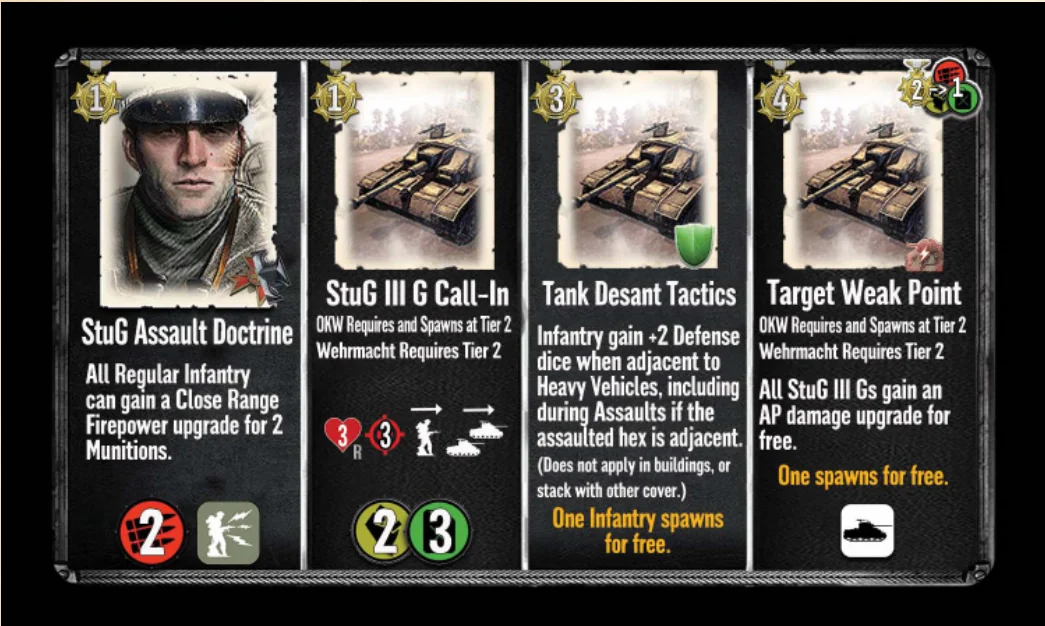 1
StuG Assault Doctrine
All Regular Infantry
can gain a Close Range
Firepower upgrade for 2
Munitions.
2
1
StuG III G Call-In
OKW Requires and Spawns at Tier 2
Wehrmacht Requires Tier 2
3
R
3
2
3
3
Tank Desant Tactics
Infantry gain +2 Defense
dice when adjacent to
Heavy Vehicles, including
during Assaults if the
assaulted hex is adjacent.
(Does not apply in buildings, or
stack with other cover.)
One Infantry spawns
for free.
4
2->1
Target Weak Point
OKW Requires and Spawns at Tier 2
Wehrmacht Requires Tier 2
All StuG III Gs gain an
AP damage upgrade for
free.
One spawns for free.